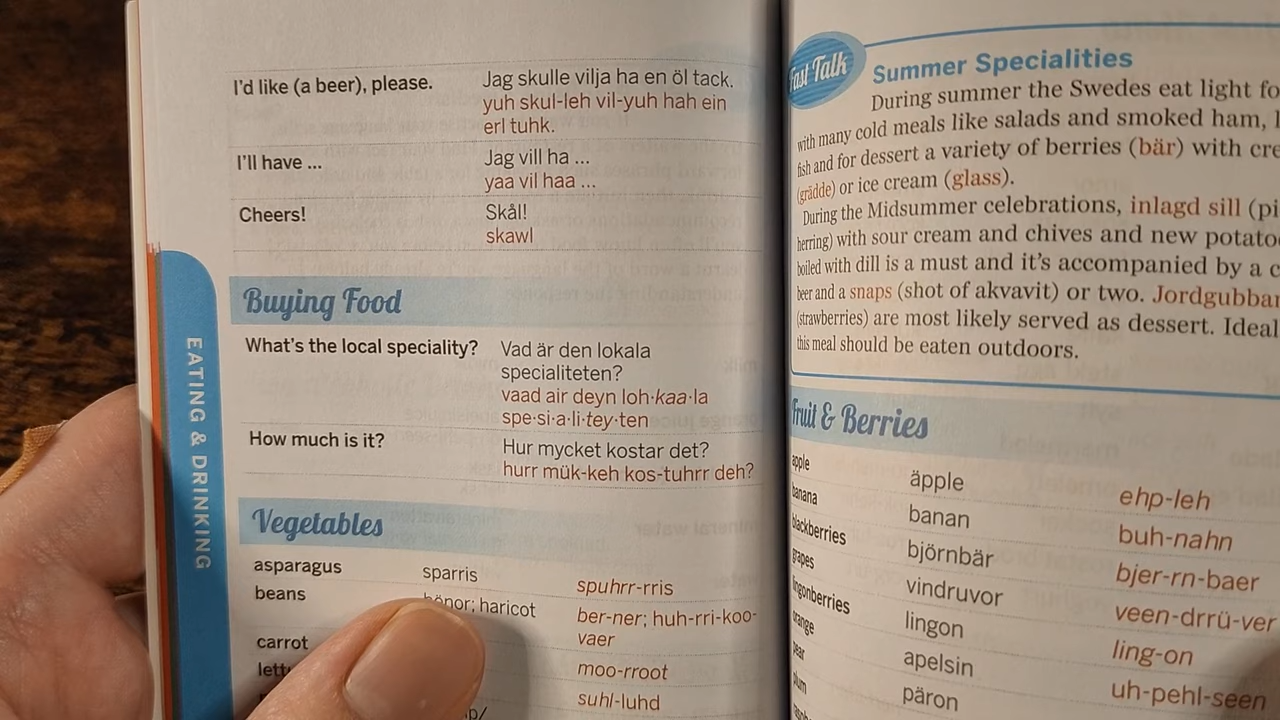 I'd like (a beer), please. Jag skulle vilja ha en öl tack.
yuh skul-leh vil-yuh hah ein
erl tuhk.
I'll have ... Jag vill ha ...
yaa vil haa ...
Cheers! Skål!
skawl
Buying Food
What's the local speciality? Vad är den lokala
specialiteten?
vaad air deyn loh·kaa·la
spe·si·a·li·tey·ten
How much is it? Hur mycket kostar det?
hurr mük-keh kos-tuhrr deh?
Vegetables
asparagus sparris spuhrr-rris
beans bönor; haricot ber-ner; huh-rri-koo-
vaer
carrot moo-rroot
suhl-luhd
EATING & DRINKING
Fast Talk
Summer Specialities
During summer the Swedes eat light
with many cold meals like salads and smoked ham,
fish and for dessert a variety of berries (bär) with
(grädde) or ice cream (glass).
During the Midsummer celebrations, inlagd sill
herring) with sour cream and chives and new
boiled with dill is a must and it's accompanied by a
beer and a snaps (shot of akvavit) or two.
(strawberries) are most likely served as dessert.
this meal should be eaten outdoors.
Fruit & Berries
apple äpple ehp-leh
banana banan buh-nahn
blackberries björnbär bjer-rn-baer
grapes vindruvor veen-drrü-ver
lingonberries lingon ling-on
orange apelsin uh-pehl-seen
pear päron
plum